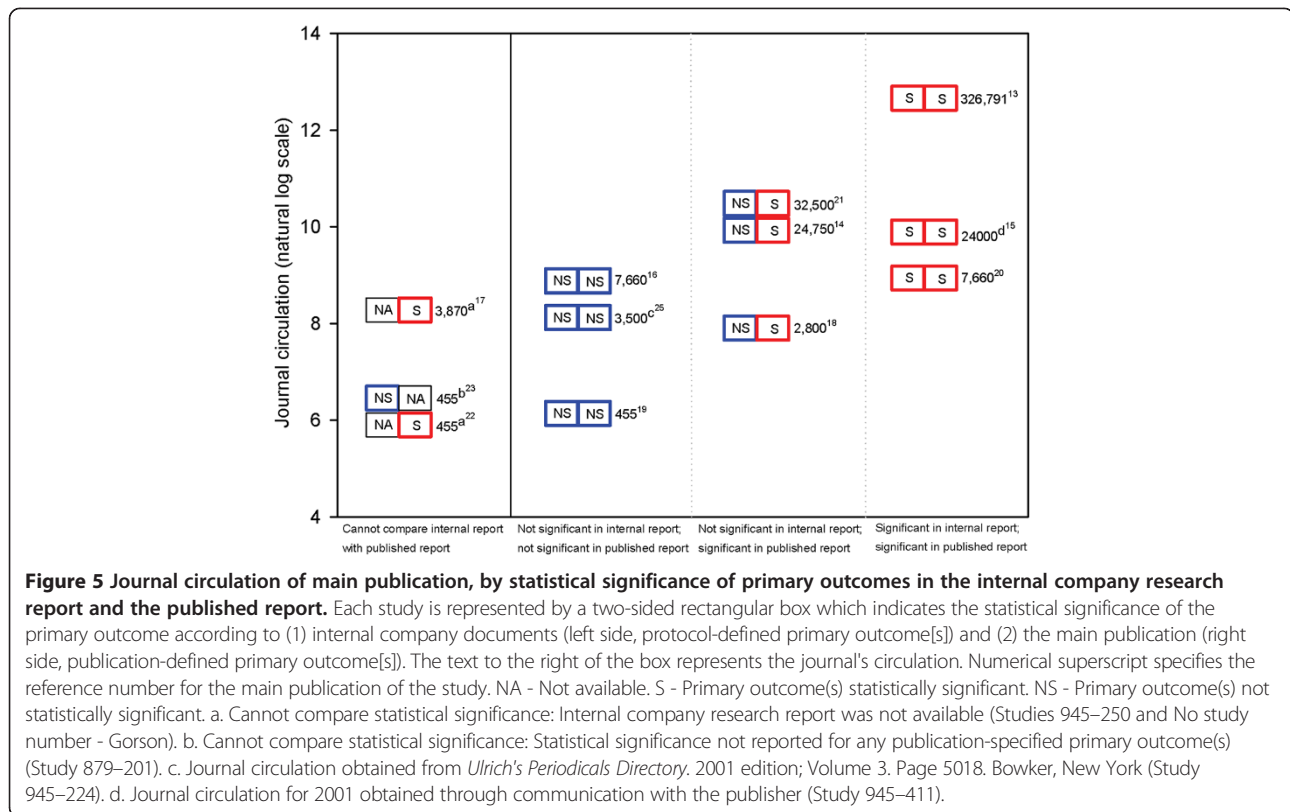 14
12
10
8
6
4
Journal circulation (natural log scale)
S S 326,791¹³
NS S 32,500²¹
NS S 24,750¹⁴
S S 24000ᵈ¹⁵
NS NS 7,660¹⁶
S S 7,660²⁰
NA S 3,870ᵃ¹⁷
NS NS 3,500ᶜ²⁵
NS S 2,800¹⁸
NS NA 455ᵇ²³
NA S 455ᵃ²²
NS NS 455¹⁹
Cannot compare internal report
with published report
Not significant in internal report;
not significant in published report
Not significant in internal report;
significant in published report
Significant in internal report;
significant in published report
Figure 5 Journal circulation of main publication, by statistical significance of primary outcomes in the internal company research
report and the published report. Each study is represented by a two-sided rectangular box which indicates the statistical significance of the
primary outcome according to (1) internal company documents (left side, protocol-defined primary outcome[s]) and (2) the main publication (right
side, publication-defined primary outcome[s]). The text to the right of the box represents the journal's circulation. Numerical superscript specifies the
reference number for the main publication of the study. NA - Not available. S - Primary outcome(s) statistically significant. NS - Primary outcome(s) not
statistically significant. a. Cannot compare statistical significance: Internal company research report was not available (Studies 945–250 and No study
number - Gorson). b. Cannot compare statistical significance: Statistical significance not reported for any publication-specified primary outcome(s)
(Study 879–201). c. Journal circulation obtained from Ulrich's Periodicals Directory. 2001 edition; Volume 3. Page 5018. Bowker, New York (Study
945–224). d. Journal circulation for 2001 obtained through communication with the publisher (Study 945–411).